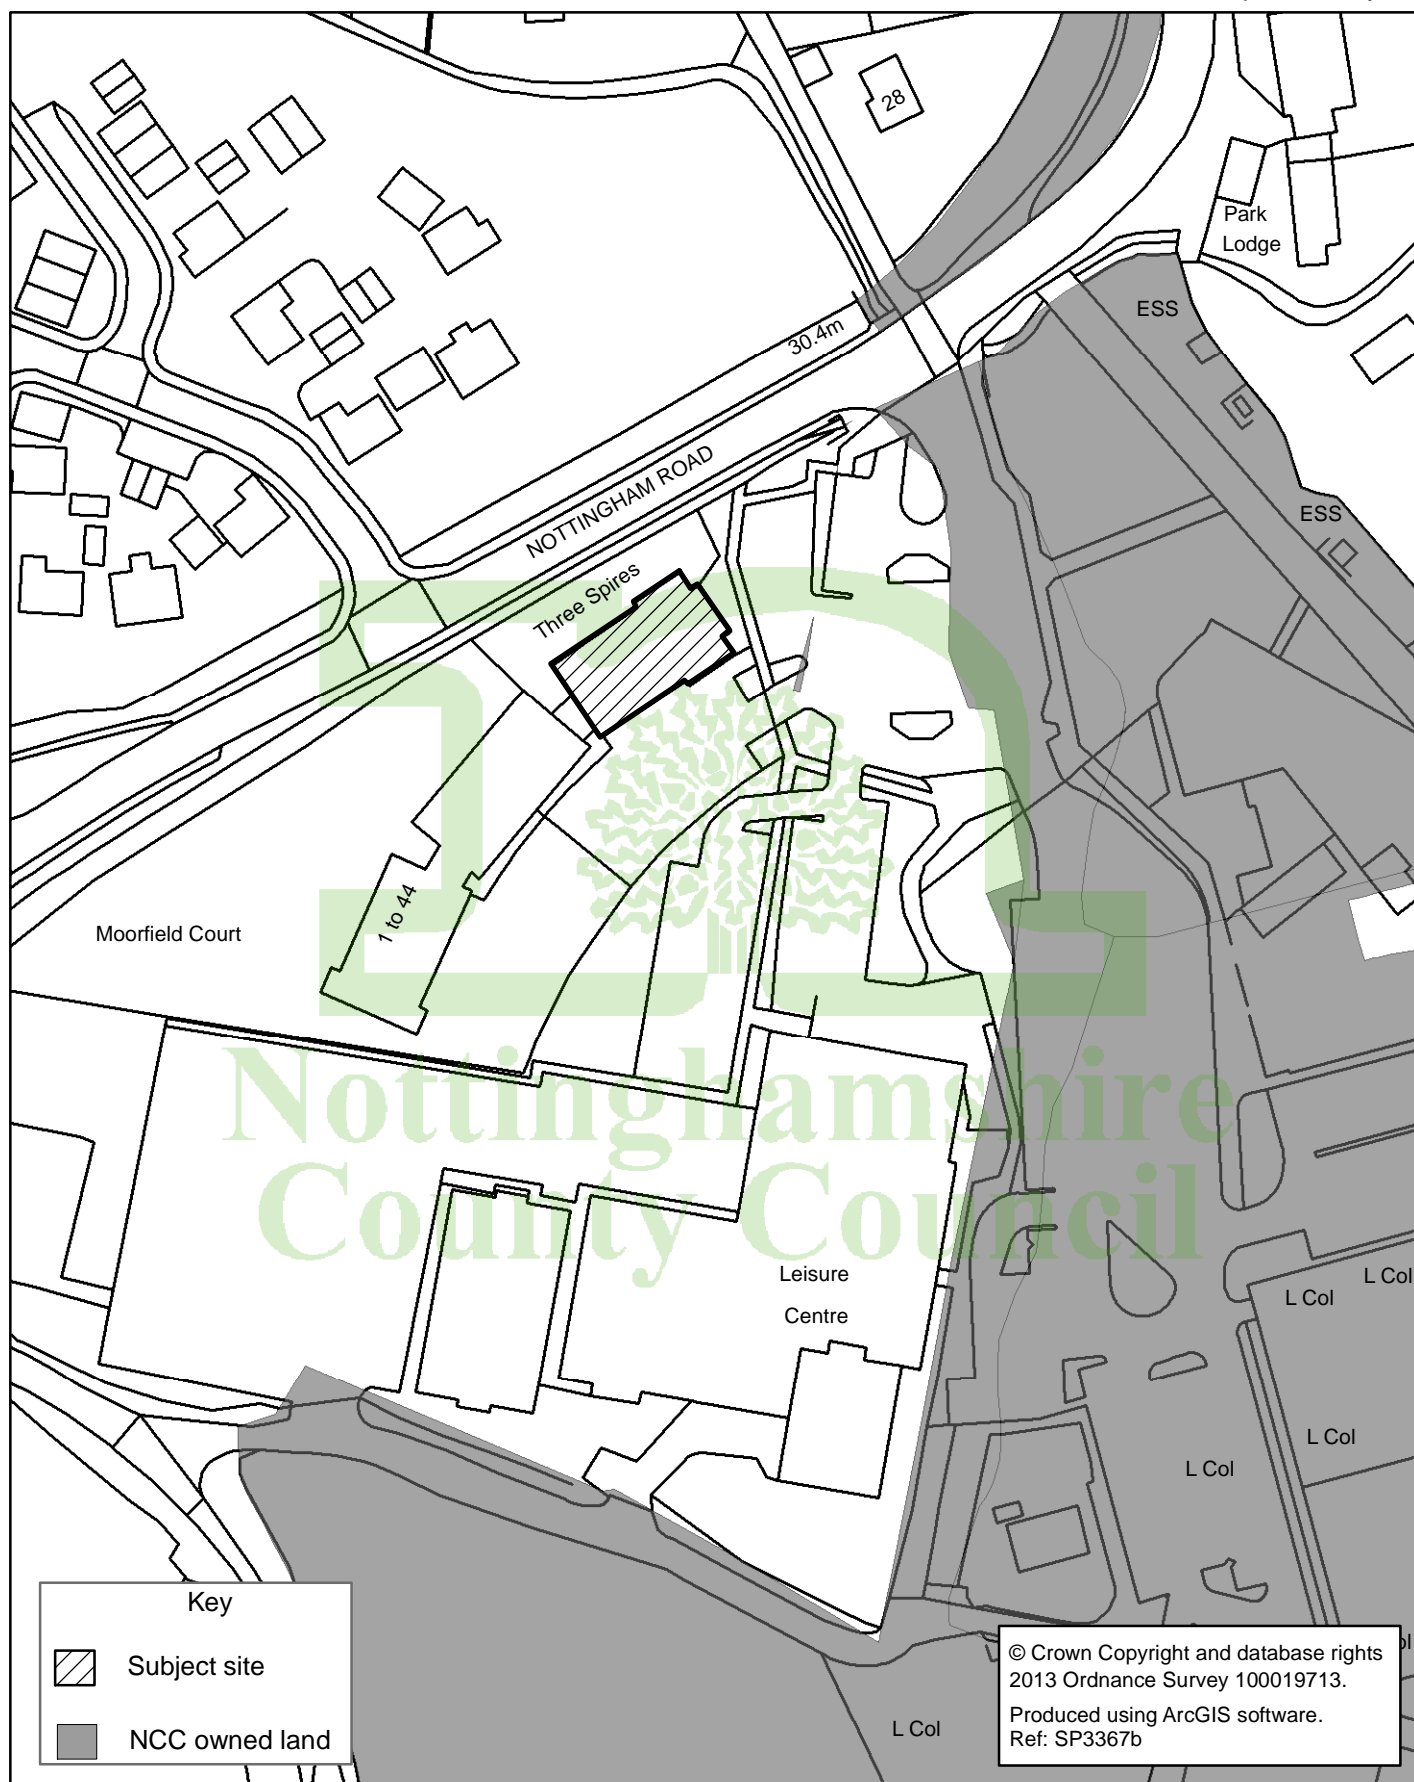 28
Park
Lodge
ESS
30.4m
NOTTINGHAM ROAD
ESS
Three Spires
1 to 44
Moorfield Court
Nottinghamshire
County Council
Leisure
Centre
L Col
L Col
L Col
L Col
Key
Subject site
NCC owned land
© Crown Copyright and database rights
2013 Ordnance Survey 100019713.
Produced using ArcGIS software.
Ref: SP3367b
L Col